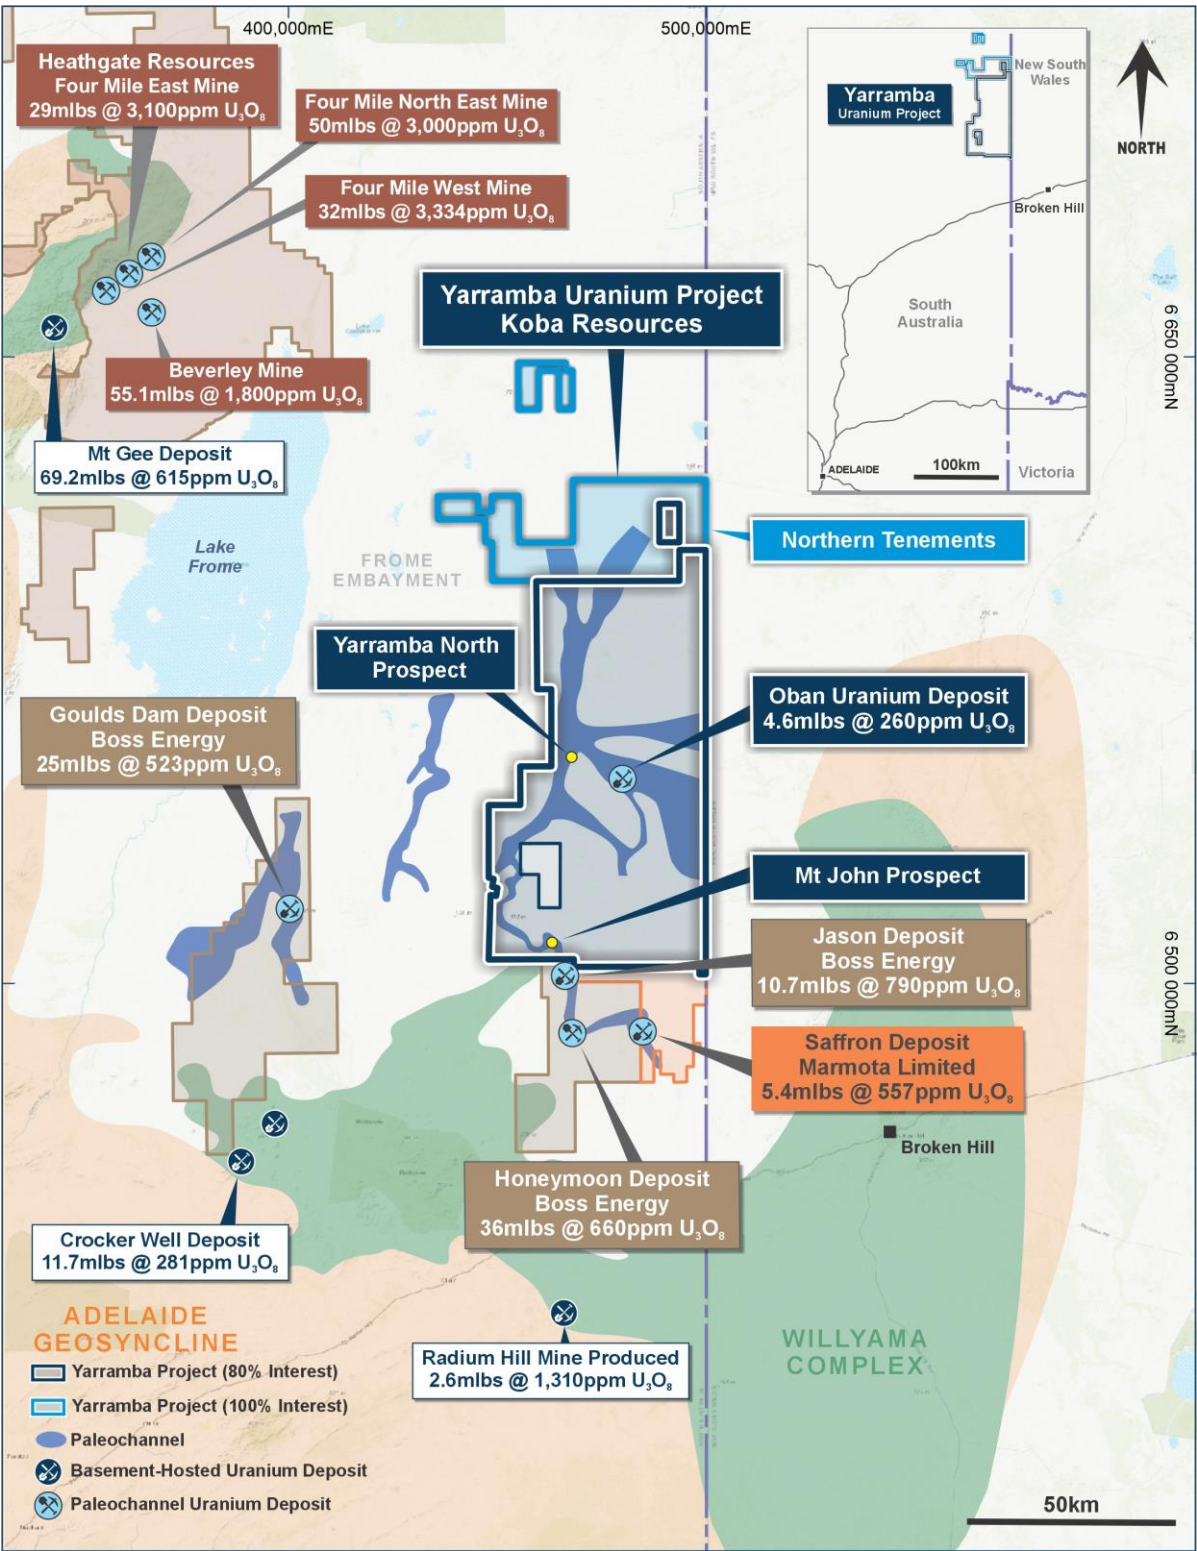 400,000mE
500,000mE
Heathgate Resources
Four Mile East Mine
29mlbs @ 3,100ppm U₃O₈
Four Mile North East Mine
50mlbs @ 3,000ppm U₃O₈
Four Mile West Mine
32mlbs @ 3,334ppm U₃O₈
Beverley Mine
55.1mlbs @ 1,800ppm U₃O₈
Mt Gee Deposit
69.2mlbs @ 615ppm U₃O₈
Yarramba Uranium Project
Koba Resources
Yarramba
Uranium Project
New South
Wales
Broken Hill
South
Australia
ADELAIDE
100km
Victoria
NORTH
6 650 000mN
Lake
Frome
FROME
EMBAYMENT
Northern Tenements
Yarramba North
Prospect
Oban Uranium Deposit
4.6mlbs @ 260ppm U₃O₈
Goulds Dam Deposit
Boss Energy
25mlbs @ 523ppm U₃O₈
Mt John Prospect
Jason Deposit
Boss Energy
10.7mlbs @ 790ppm U₃O₈
6 500 000mN
Saffron Deposit
Marmota Limited
5.4mlbs @ 557ppm U₃O₈
Broken Hill
Honeymoon Deposit
Boss Energy
36mlbs @ 660ppm U₃O₈
Crocker Well Deposit
11.7mlbs @ 281ppm U₃O₈
Radium Hill Mine Produced
2.6mlbs @ 1,310ppm U₃O₈
WILLYAMA
COMPLEX
ADELAIDE
GEOSYNCLINE
Yarramba Project (80% Interest)
Yarramba Project (100% Interest)
Paleochannel
Basement-Hosted Uranium Deposit
Paleochannel Uranium Deposit
50km